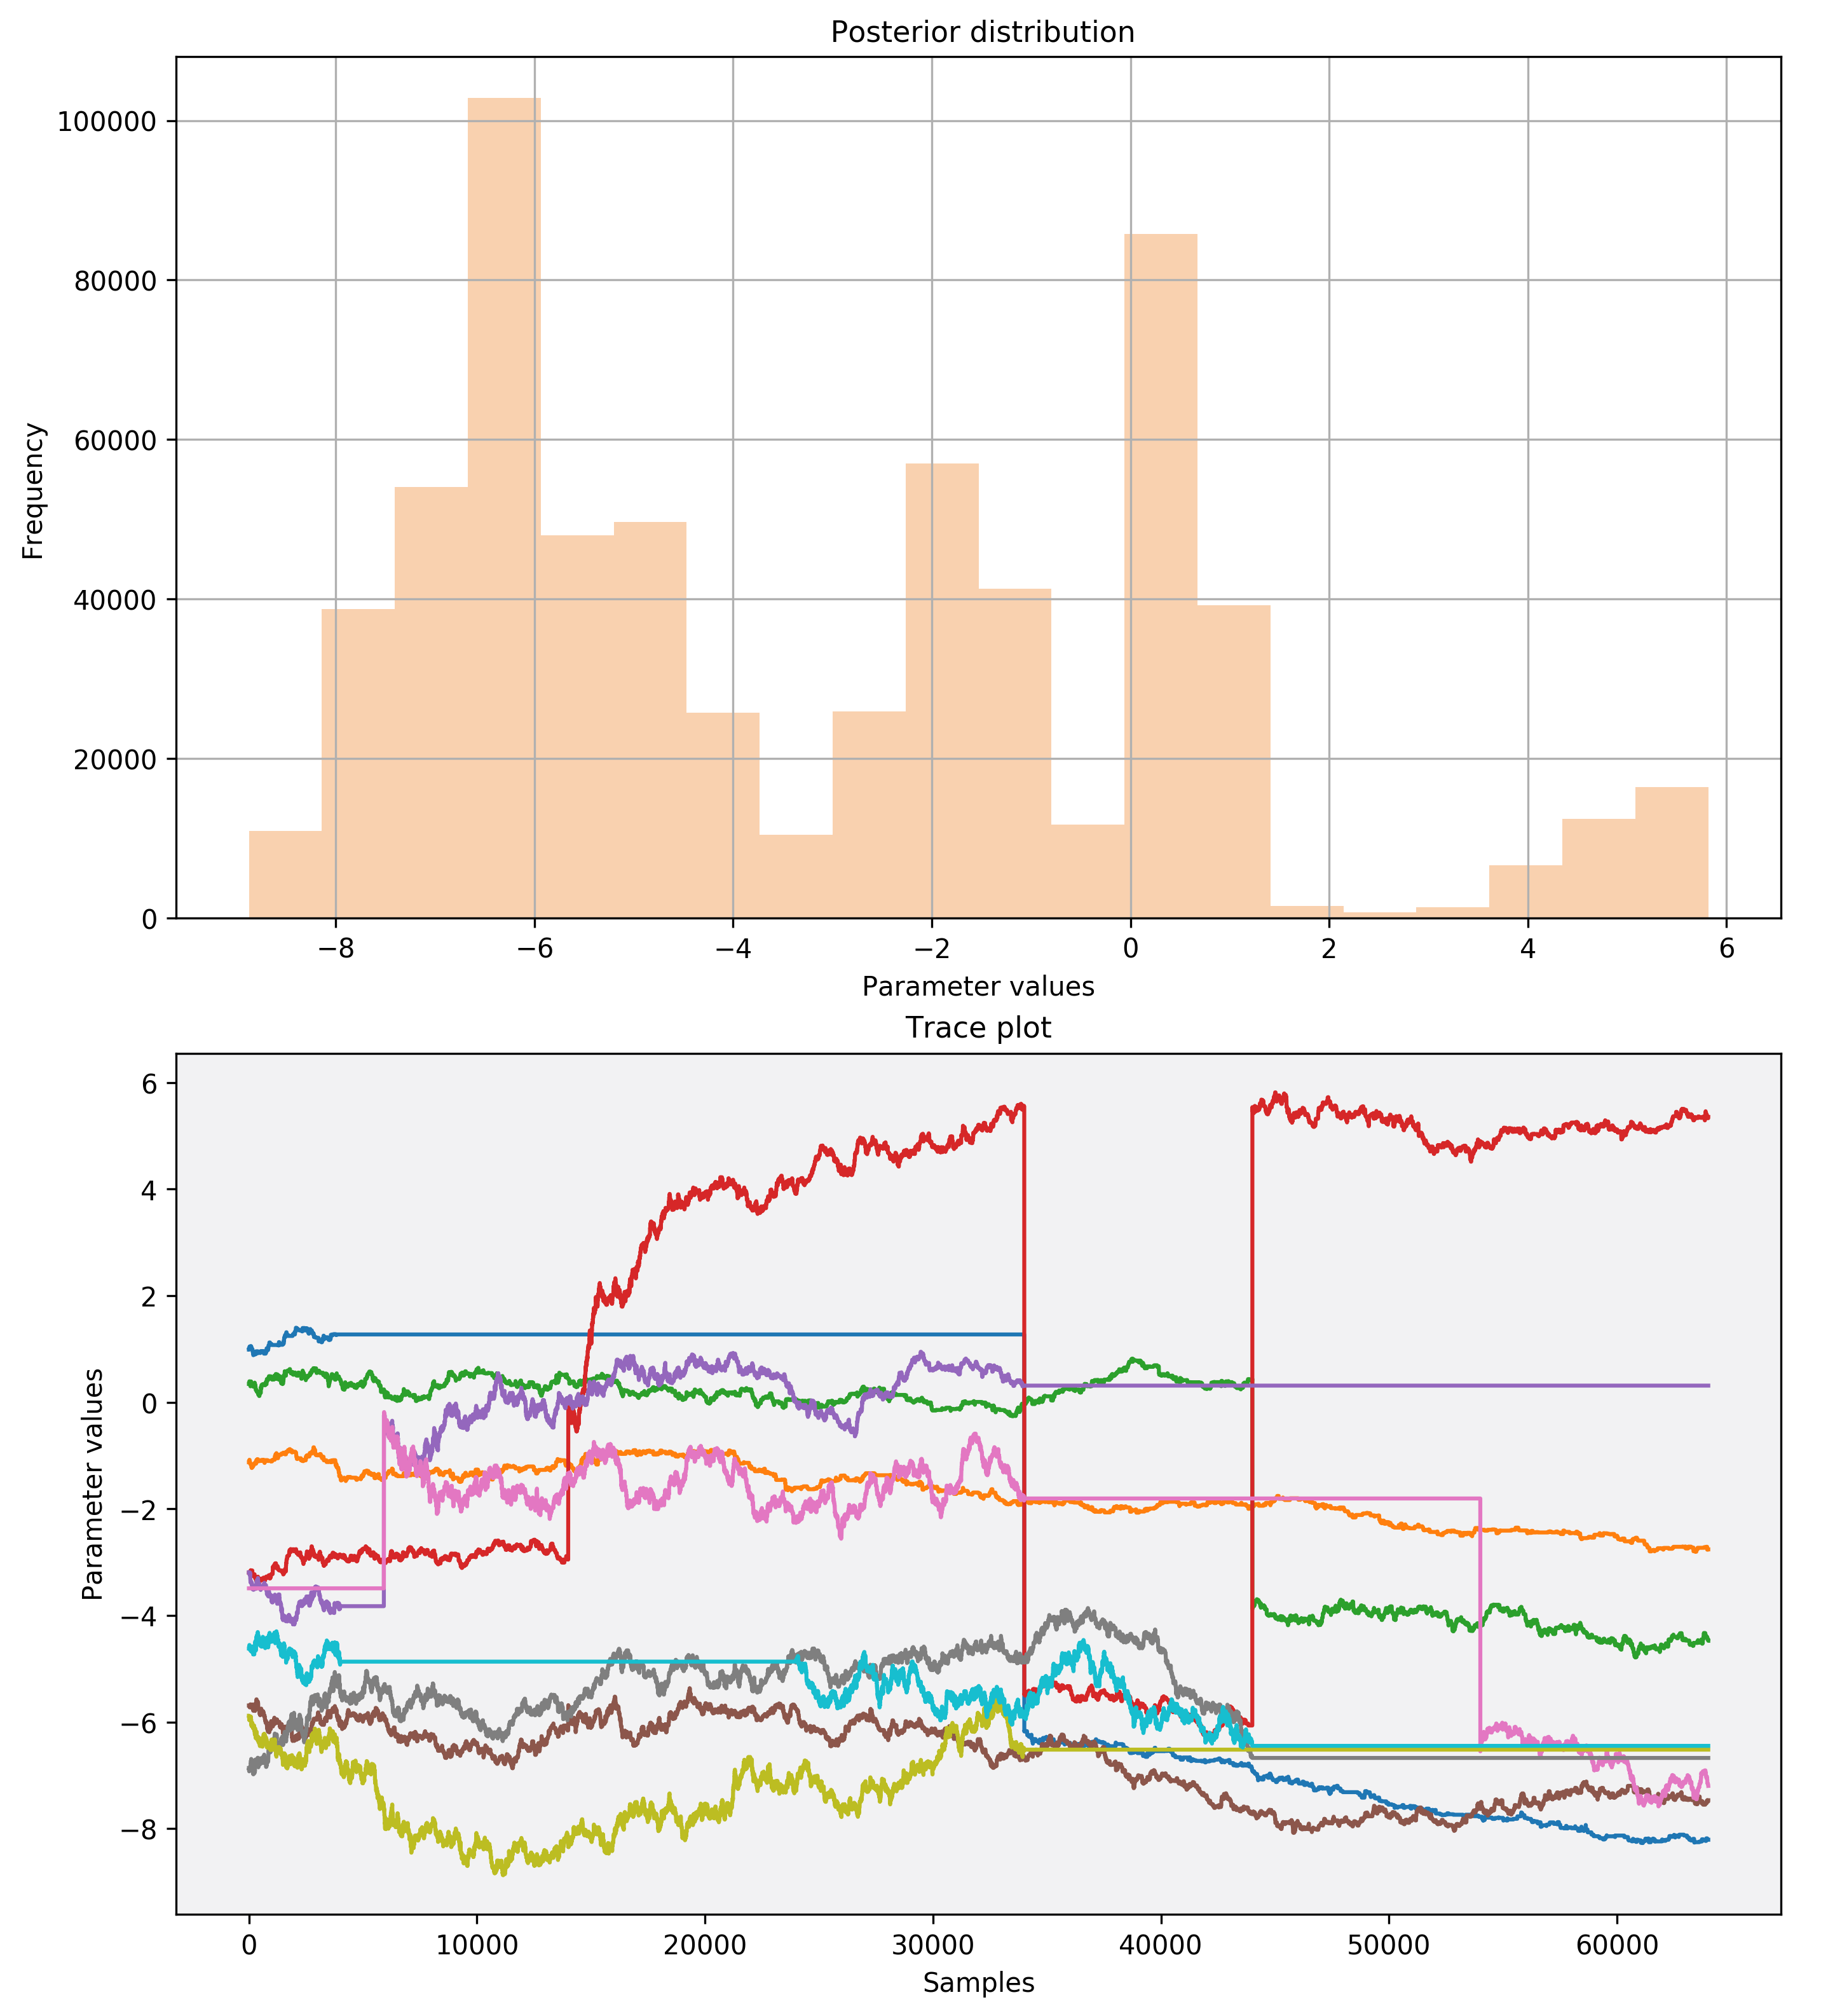 Posterior distribution
100000
80000
60000
40000
20000
0
Frequency
−8 −6 −4 −2 0 2 4 6
Parameter values
Trace plot
6
4
2
0
−2
−4
−6
−8
Parameter values
0 10000 20000 30000 40000 50000 60000
Samples